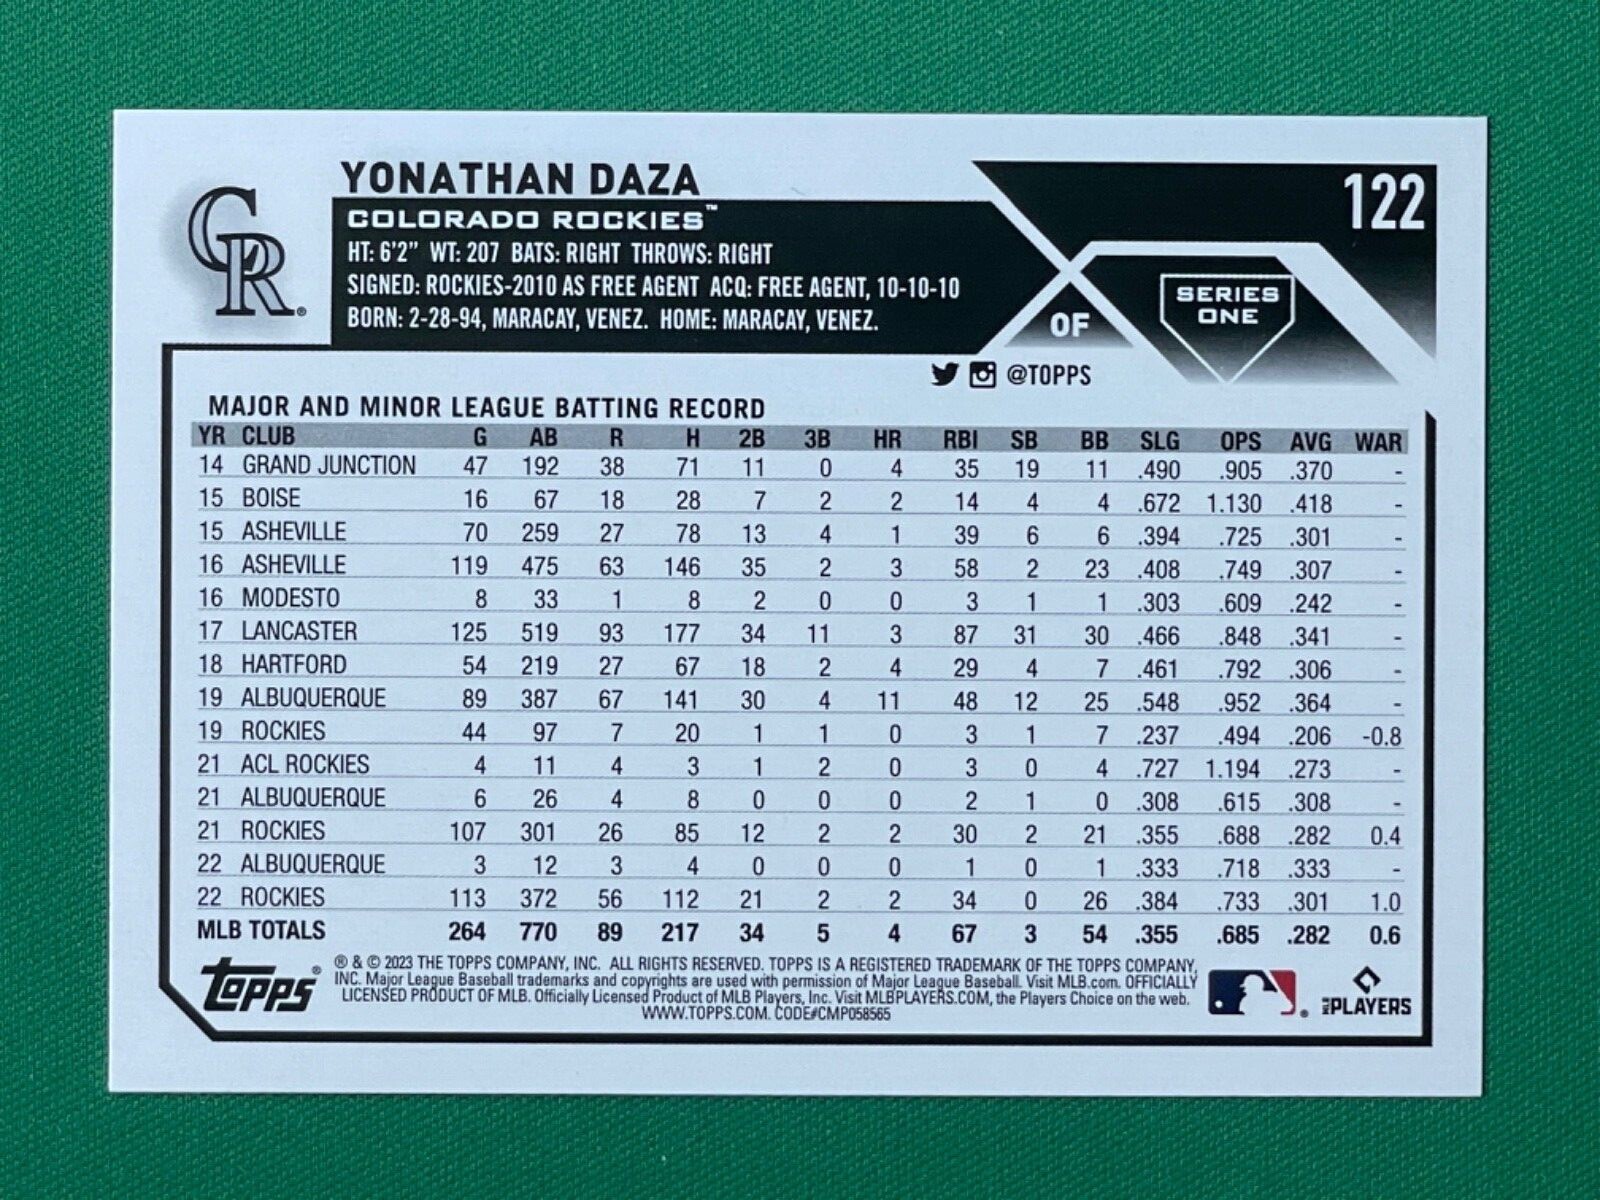 YONATHAN DAZA
122
CR®
COLORADO ROCKIES™
HT: 6'2" WT: 207 BATS: RIGHT THROWS: RIGHT
SIGNED: ROCKIES-2010 AS FREE AGENT ACQ: FREE AGENT, 10-10-10
BORN: 2-28-94, MARACAY, VENEZ. HOME: MARACAY, VENEZ.
OF
SERIES
ONE
@TOPPS
MAJOR AND MINOR LEAGUE BATTING RECORD
YR CLUB G AB R H 2B 3B HR RBI SB BB SLG OPS AVG WAR
14 GRAND JUNCTION 47 192 38 71 11 0 4 35 19 11 .490 .905 .370 -
15 BOISE 16 67 18 28 7 2 2 14 4 4 .672 1.130 .418 -
15 ASHEVILLE 70 259 27 78 13 4 1 39 6 6 .394 .725 .301 -
16 ASHEVILLE 119 475 63 146 35 2 3 58 2 23 .408 .749 .307 -
16 MODESTO 8 33 1 8 2 0 0 3 1 1 .303 .609 .242 -
17 LANCASTER 125 519 93 177 34 11 3 87 31 30 .466 .848 .341 -
18 HARTFORD 54 219 27 67 18 2 4 29 4 7 .461 .792 .306 -
19 ALBUQUERQUE 89 387 67 141 30 4 11 48 12 25 .548 .952 .364 -
19 ROCKIES 44 97 7 20 1 1 0 3 1 7 .237 .494 .206 -0.8
21 ACL ROCKIES 4 11 4 3 1 2 0 3 0 4 .727 1.194 .273 -
21 ALBUQUERQUE 6 26 4 8 0 0 0 2 1 0 .308 .615 .308 -
21 ROCKIES 107 301 26 85 12 2 2 30 2 21 .355 .688 .282 0.4
22 ALBUQUERQUE 3 12 3 4 0 0 0 1 0 1 .333 .718 .333 -
22 ROCKIES 113 372 56 112 21 2 2 34 0 26 .384 .733 .301 1.0
MLB TOTALS 264 770 89 217 34 5 4 67 3 54 .355 .685 .282 0.6
Topps®
® & © 2023 THE TOPPS COMPANY, INC. ALL RIGHTS RESERVED. TOPPS IS A REGISTERED TRADEMARK OF THE TOPPS COMPANY,
INC. Major League Baseball trademarks and copyrights are used with permission of Major League Baseball. Visit MLB.com. OFFICIALLY
LICENSED PRODUCT OF MLB. Officially Licensed Product of MLB Players, Inc. Visit MLBPLAYERS.COM, the Players Choice on the web.
WWW.TOPPS.COM. CODE#CMP058565
®
MLB PLAYERS